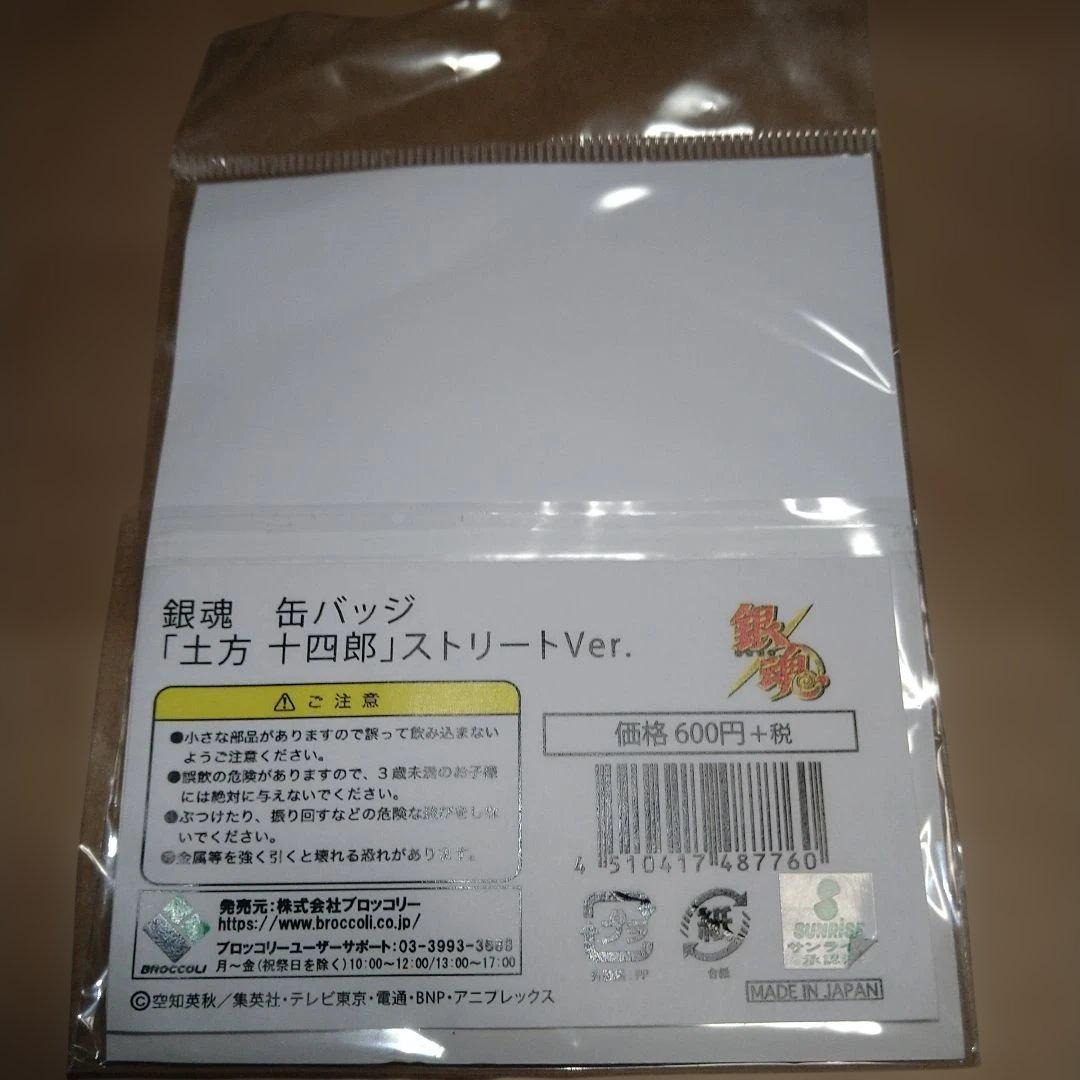 銀魂　缶バッジ
「土方 十四郎」ストリートVer.
銀魂
⚠ ご注意
●小さな部品がありますので誤って飲み込まない
ようご注意ください。
●誤飲の危険がありますので、3歳未満のお子様
には絶対に与えないでください。
●ぶつけたり、振り回すなどの危険な遊びをしな
いでください。
●金属等を強く引くと壊れる恐れがあります。
価格 600円+税
4 510417 487760
BROCCOLI
発売元:株式会社ブロッコリー
https://www.broccoli.co.jp/
ブロッコリーユーザーサポート:03-3993-
月〜金(祝祭日を除く)10:00〜12:00/13:00〜17:00
プラ
:PP
紙
台紙
SUNRISE
サンライ
承認
MADE IN JAPAN
©空知英秋/集英社・テレビ東京・電通・BNP・アニプレックス